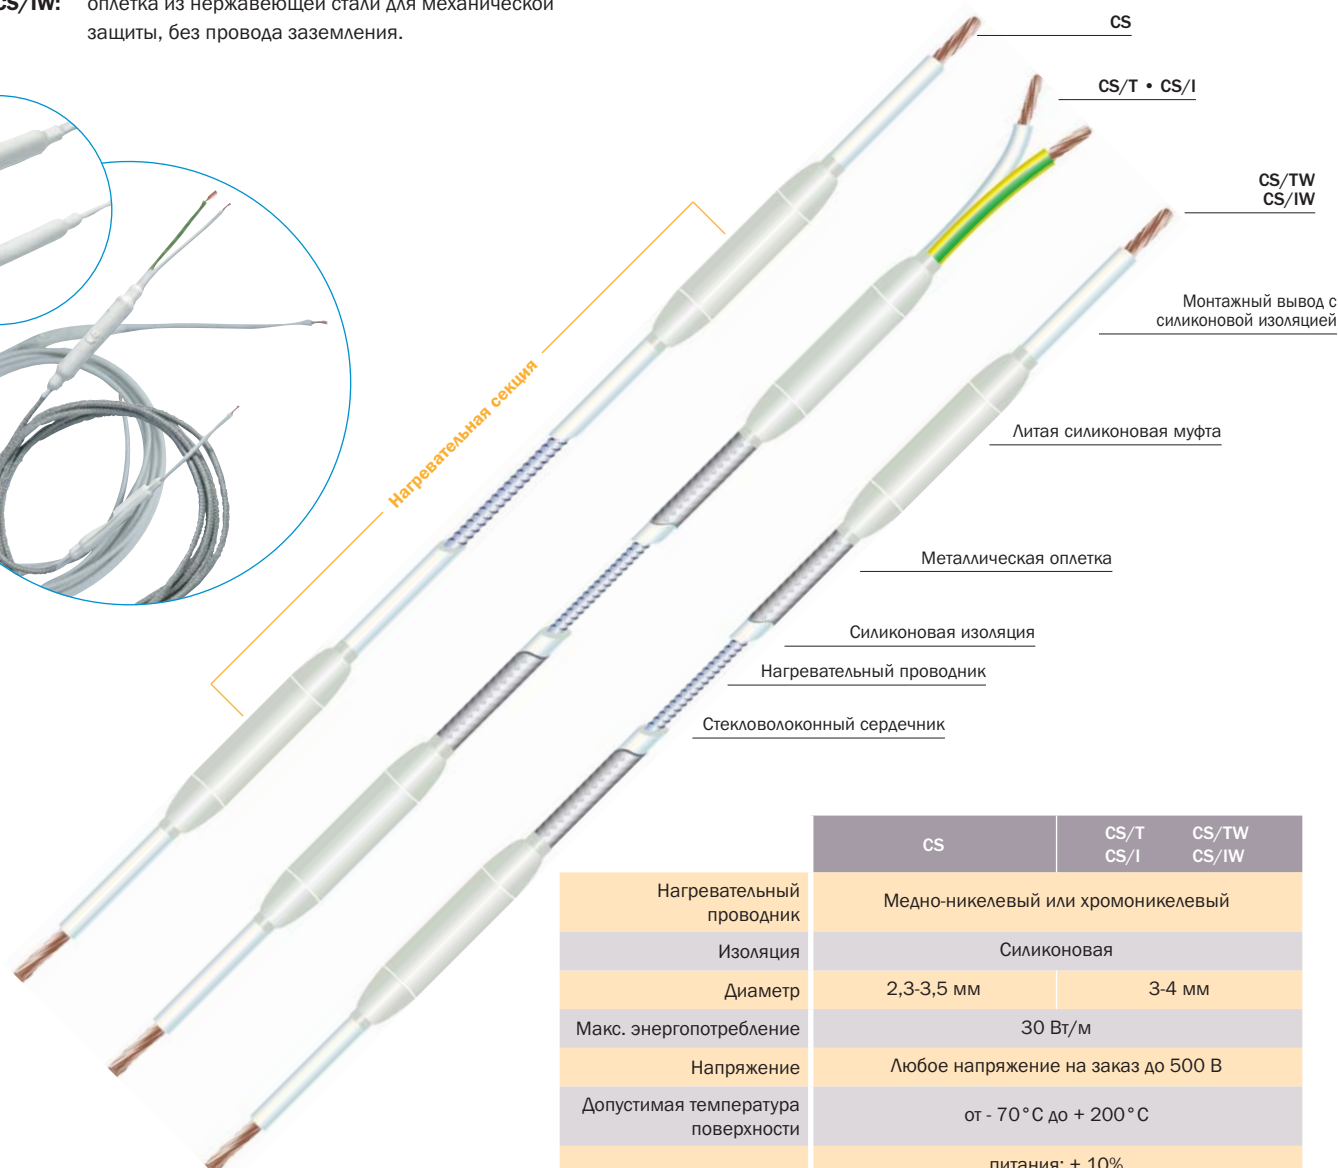 CS/IW: оплетка из нержавеющей стали для механической
защиты, без провода заземления.
CS
CS/T • CS/I
CS/TW
CS/IW
Монтажный вывод с
силиконовой изоляцией
Нагревательная секция
Литая силиконовая муфта
Металлическая оплетка
Силиконовая изоляция
Нагревательный проводник
Стекловолоконный сердечник
CS
CS/T CS/TW
CS/I CS/IW
Нагревательный
проводник
Медно-никелевый или хромоникелевый
Изоляция
Силиконовая
Диаметр
2,3-3,5 мм
3-4 мм
Макс. энергопотребление
30 Вт/м
Напряжение
Любое напряжение на заказ до 500 В
Допустимая температура
поверхности
от - 70°C до + 200°C
питания: ± 10%